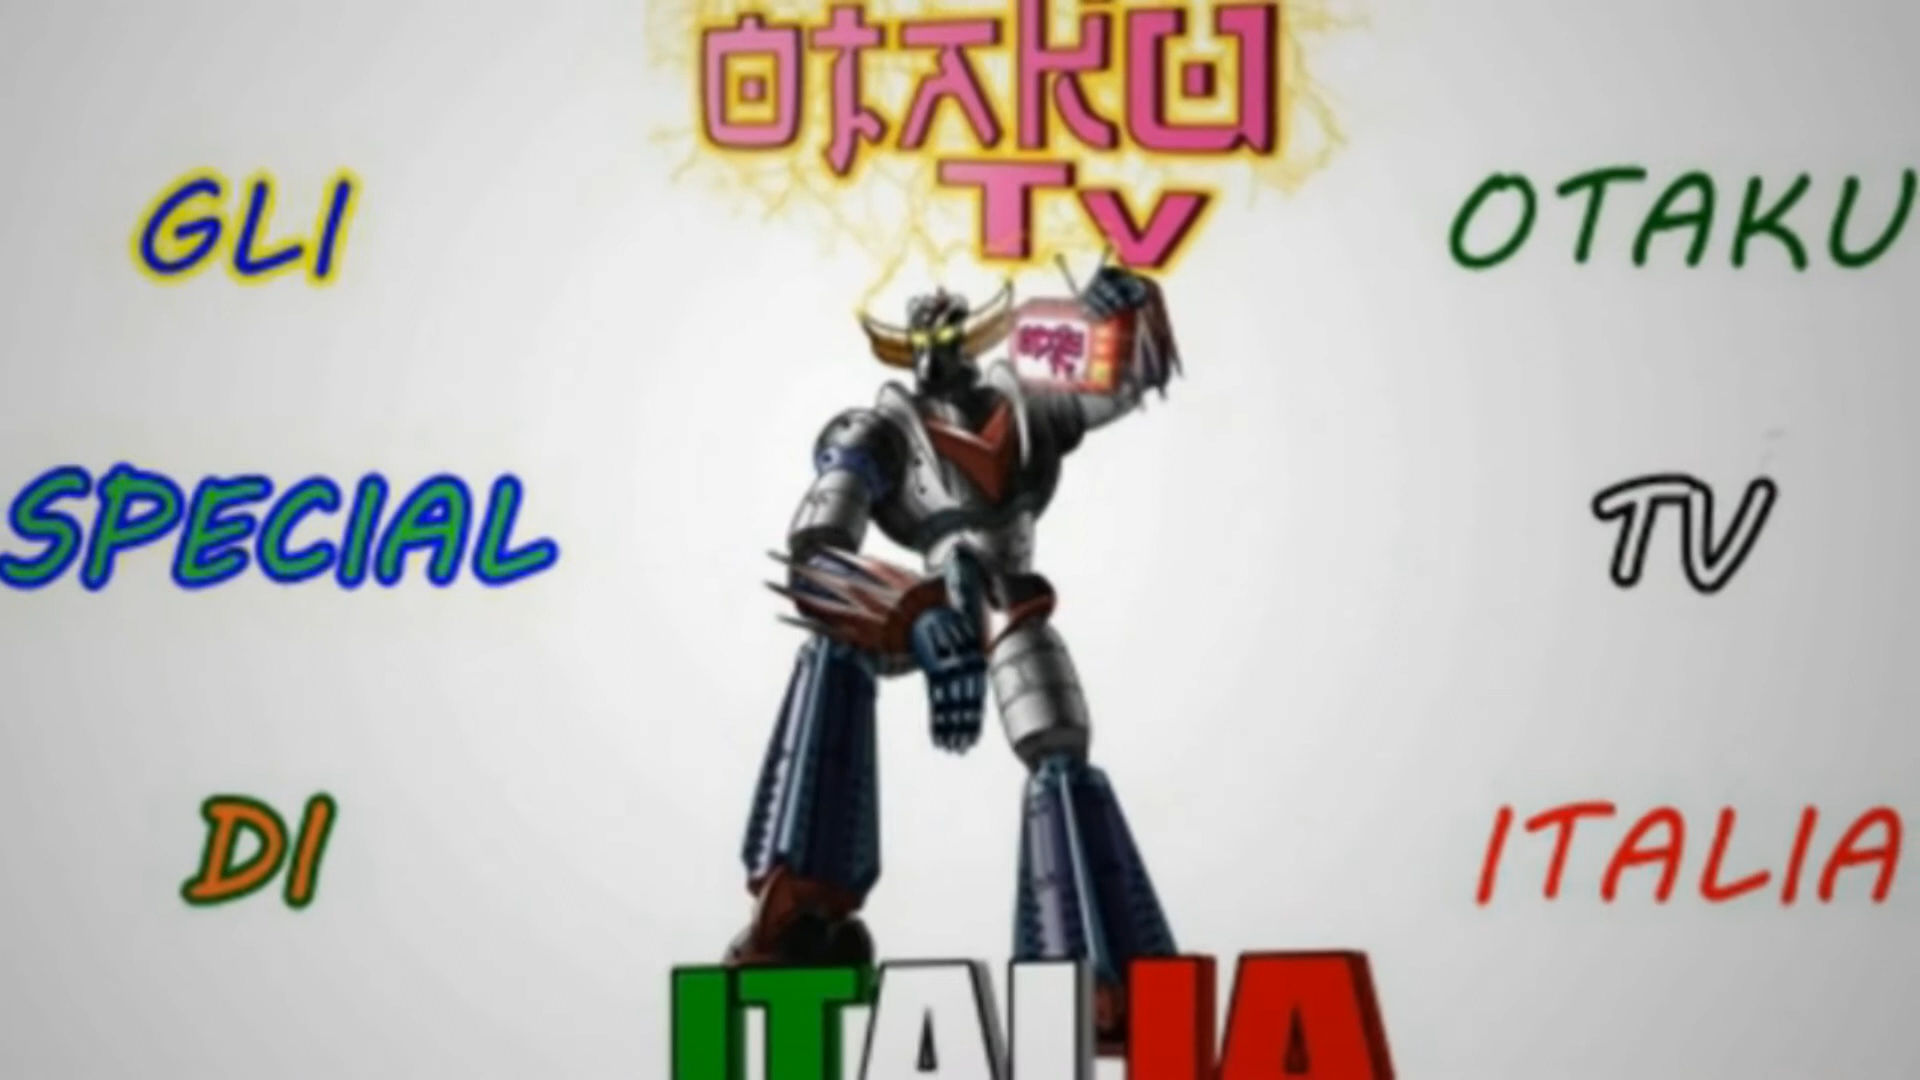 OTAKU
TV
GLI
SPECIAL
DI
OTAKU
TV
ITALIA
ITALIA